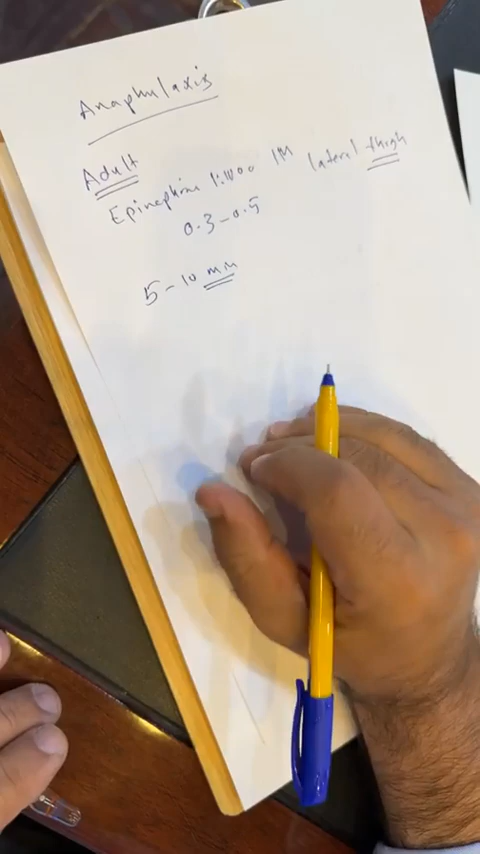 Anaphylaxis
Adult
Epinephrine 1:1000 IM lateral thigh
0.3-0.5
5-10 min